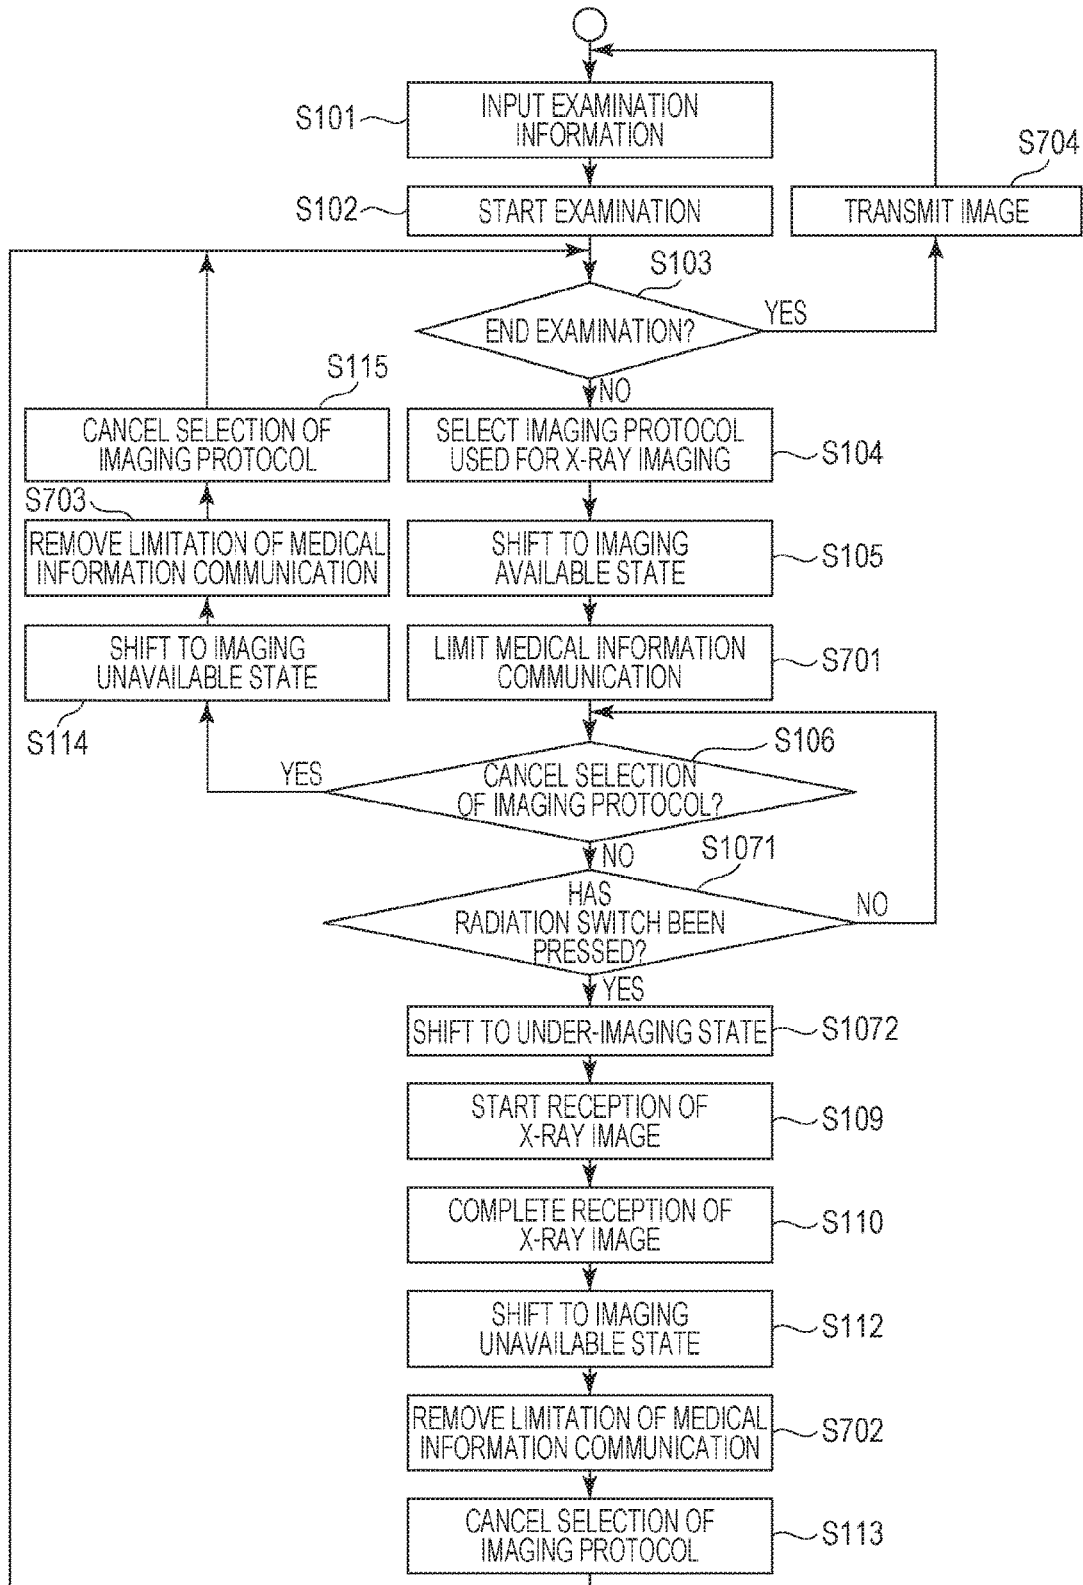 S101
INPUT EXAMINATION
INFORMATION
S704
S102
START EXAMINATION
TRANSMIT IMAGE
S103
END EXAMINATION?
YES
NO
S115
CANCEL SELECTION OF
IMAGING PROTOCOL
SELECT IMAGING PROTOCOL
USED FOR X-RAY IMAGING
S104
S703
REMOVE LIMITATION OF MEDICAL
INFORMATION COMMUNICATION
SHIFT TO IMAGING
AVAILABLE STATE
S105
SHIFT TO IMAGING
UNAVAILABLE STATE
S114
LIMIT MEDICAL INFORMATION
COMMUNICATION
S701
S106
YES
CANCEL SELECTION
OF IMAGING PROTOCOL?
NO
S1071
HAS
RADIATION SWITCH BEEN
PRESSED?
NO
YES
SHIFT TO UNDER-IMAGING STATE
S1072
START RECEPTION OF
X-RAY IMAGE
S109
COMPLETE RECEPTION OF
X-RAY IMAGE
S110
SHIFT TO IMAGING
UNAVAILABLE STATE
S112
REMOVE LIMITATION OF MEDICAL
INFORMATION COMMUNICATION
S702
CANCEL SELECTION OF
IMAGING PROTOCOL
S113